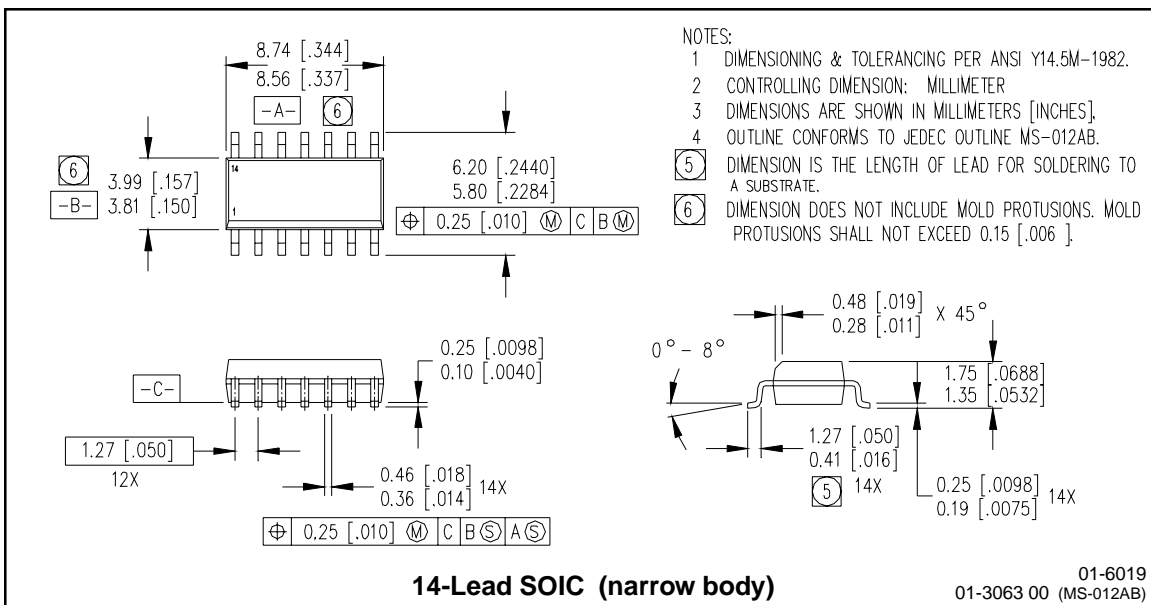 8.74 [.344]
8.56 [.337]
-A- 6
6
3.99 [.157]
-B- 3.81 [.150]
14
1
6.20 [.2440]
5.80 [.2284]
⌖ 0.25 [.010] Ⓜ C B Ⓜ
NOTES:
1 DIMENSIONING & TOLERANCING PER ANSI Y14.5M-1982.
2 CONTROLLING DIMENSION: MILLIMETER
3 DIMENSIONS ARE SHOWN IN MILLIMETERS [INCHES].
4 OUTLINE CONFORMS TO JEDEC OUTLINE MS-012AB.
5 DIMENSION IS THE LENGTH OF LEAD FOR SOLDERING TO
A SUBSTRATE.
6 DIMENSION DOES NOT INCLUDE MOLD PROTUSIONS. MOLD
PROTUSIONS SHALL NOT EXCEED 0.15 [.006 ].
-C-
0.25 [.0098]
0.10 [.0040]
1.27 [.050]
12X
0.46 [.018]
0.36 [.014] 14X
⌖ 0.25 [.010] Ⓜ C B Ⓢ A Ⓢ
0.48 [.019]
0.28 [.011] X 45°
0°-8°
1.75 [.0688]
1.35 [.0532]
1.27 [.050]
0.41 [.016]
5 14X
0.25 [.0098]
0.19 [.0075] 14X
14-Lead SOIC (narrow body)
01-6019
01-3063 00 (MS-012AB)